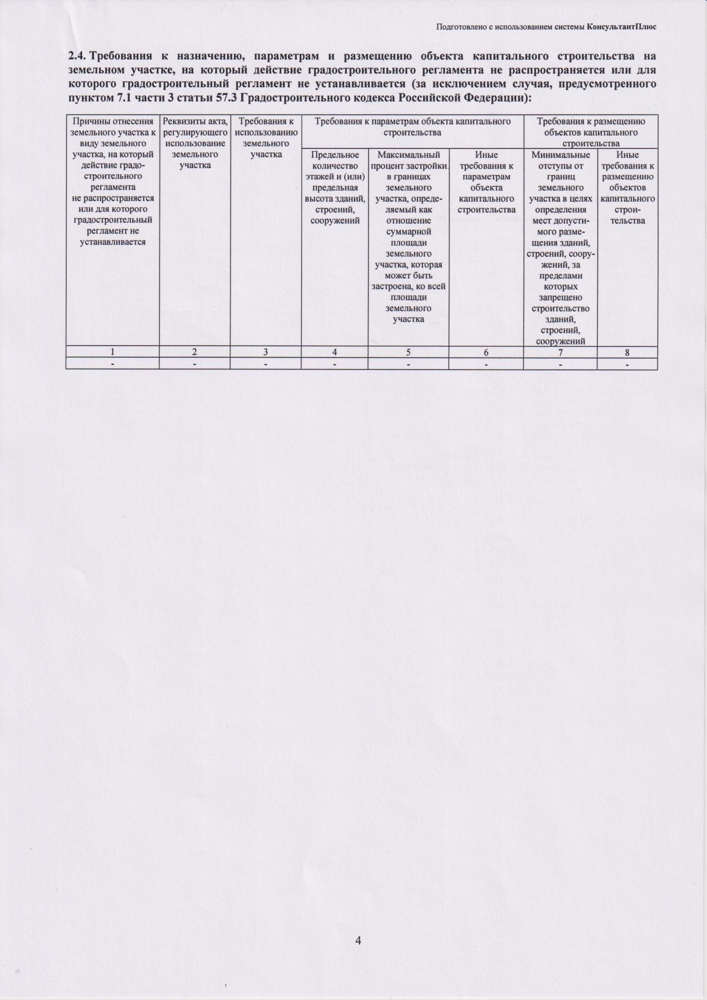 Подготовлено с использованием системы КонсультантПлюс
2.4. Требования к назначению, параметрам и размещению объекта капитального строительства на
земельном участке, на который действие градостроительного регламента не распространяется или для
которого градостроительный регламент не устанавливается (за исключением случая, предусмотренного
пунктом 7.1 части 3 статьи 57.3 Градостроительного кодекса Российской Федерации):
Причины отнесения
земельного участка к
виду земельного
участка, на который
действие градо-
строительного
регламента
не распространяется
или для которого
градостроительный
регламент не
устанавливается
Реквизиты акта,
регулирующего
использование
земельного
участка
Требования к
использованию
земельного
участка
Требования к параметрам объекта капитального
строительства
Требования к размещению
объектов капитального
строительства
Предельное
количество
этажей и (или)
предельная
высота зданий,
строений,
сооружений
Максимальный
процент застройки
в границах
земельного
участка, опреде-
ляемый как
отношение
суммарной
площади
земельного
участка, которая
может быть
застроена, ко всей
площади
земельного
участка
Иные
требования к
параметрам
объекта
капитального
строительства
Минимальные
отступы от
границ
земельного
участка в целях
определения
мест допусти-
мого разме-
щения зданий,
строений, соору-
жений, за
пределами
которых
запрещено
строительство
зданий,
строений,
сооружений
Иные
требования к
размещению
объектов
капитального
строи-
тельства
1 2 3 4 5 6 7 8
- - - - - - - -
4